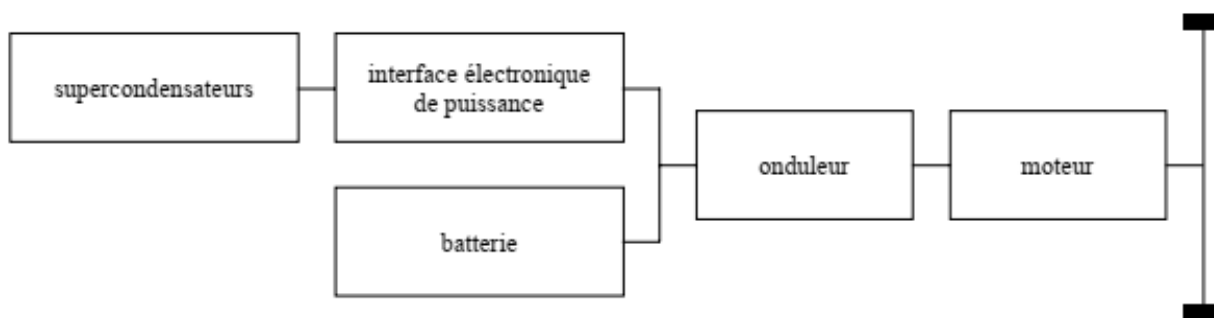 supercondensateurs
interface électronique
de puissance
batterie
onduleur
moteur